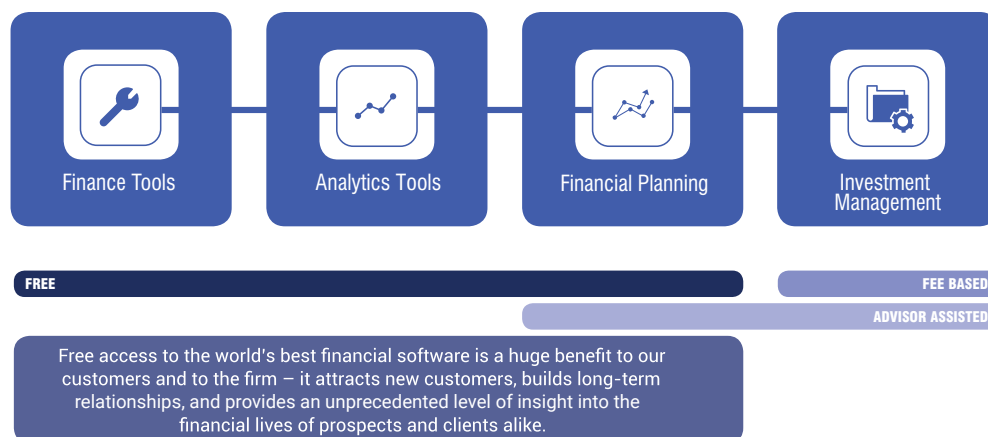 Finance Tools
Analytics Tools
Financial Planning
Investment
Management
FREE
FEE BASED
ADVISOR ASSISTED
Free access to the world's best financial software is a huge benefit to our
customers and to the firm – it attracts new customers, builds long-term
relationships, and provides an unprecedented level of insight into the
financial lives of prospects and clients alike.